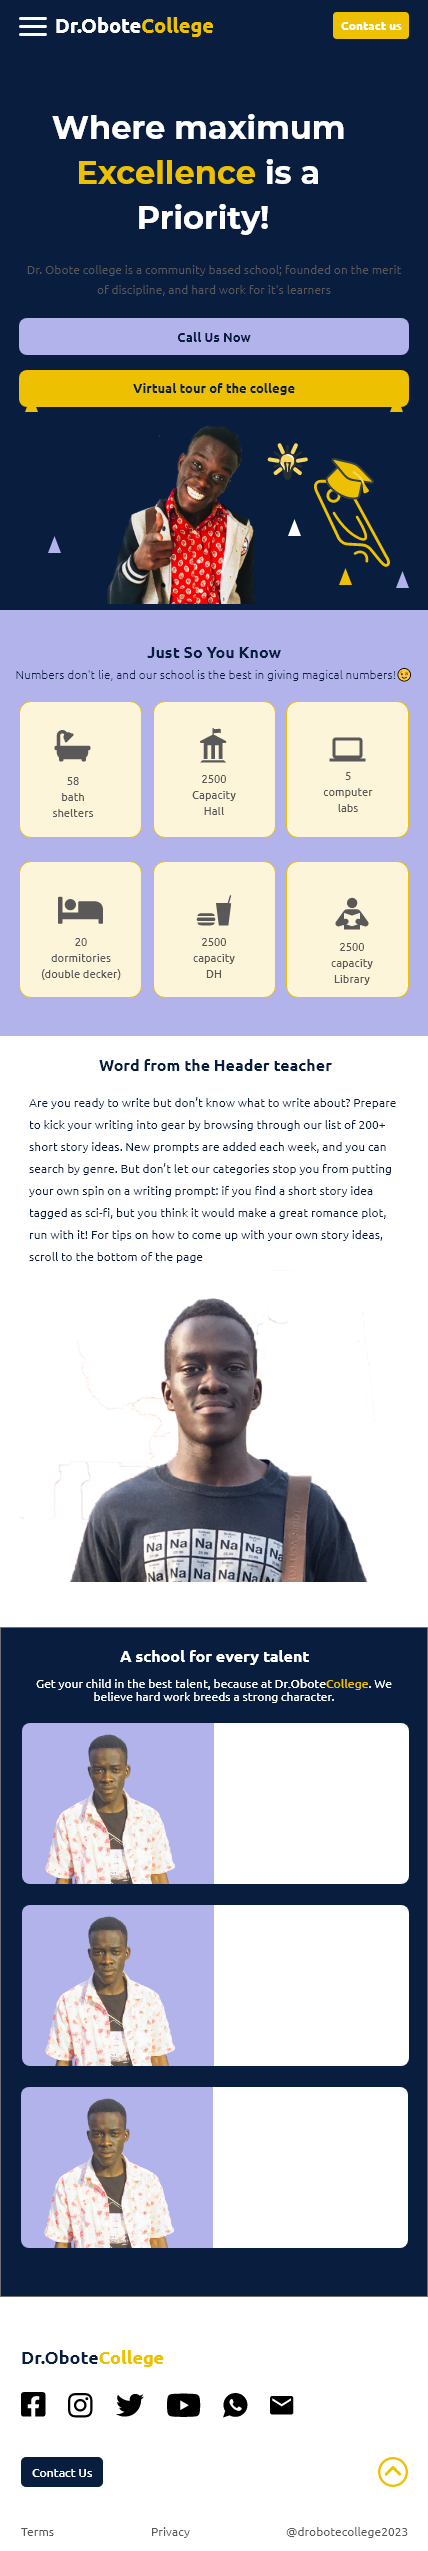 Dr.OboteCollege
Contact us
Where maximum
Excellence is a
Priority!
Dr. Obote college is a community based school; founded on the merit
of discipline, and hard work for it's learners
Call Us Now
Virtual tour of the college
Just So You Know
Numbers don't lie, and our school is the best in giving magical numbers!😉
58
bath
shelters
2500
Capacity
Hall
5
computer
labs
20
dormitories
(double decker)
2500
capacity
DH
2500
capacity
Library
Word from the Header teacher
Are you ready to write but don’t know what to write about? Prepare
to kick your writing into gear by browsing through our list of 200+
short story ideas. New prompts are added each week, and you can
search by genre. But don’t let our categories stop you from putting
your own spin on a writing prompt: if you find a short story idea
tagged as sci-fi, but you think it would make a great romance plot,
run with it! For tips on how to come up with your own story ideas,
scroll to the bottom of the page
Na Na Na Na Na
Na Na Na Na Na
A school for every talent
Get your child in the best talent, because at Dr.OboteCollege. We
believe hard work breeds a strong character.
Dr.OboteCollege
Contact Us
Terms
Privacy
@drobotecollege2023